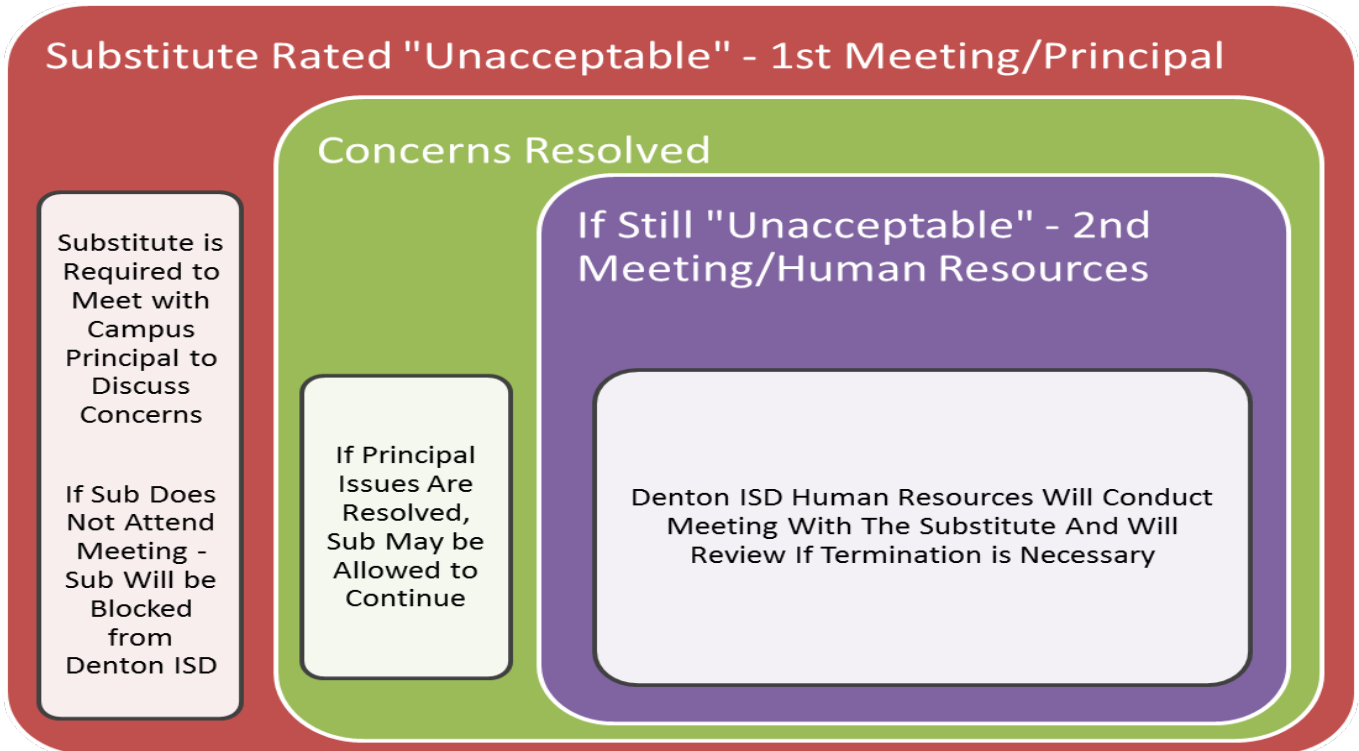 Substitute Rated "Unacceptable" - 1st Meeting/Principal
Concerns Resolved
If Still "Unacceptable" - 2nd
Meeting/Human Resources
Substitute is
Required to
Meet with
Campus
Principal to
Discuss
Concerns
If Sub Does
Not Attend
Meeting -
Sub Will be
Blocked
from
Denton ISD
If Principal
Issues Are
Resolved,
Sub May be
Allowed to
Continue
Denton ISD Human Resources Will Conduct
Meeting With The Substitute And Will
Review If Termination is Necessary